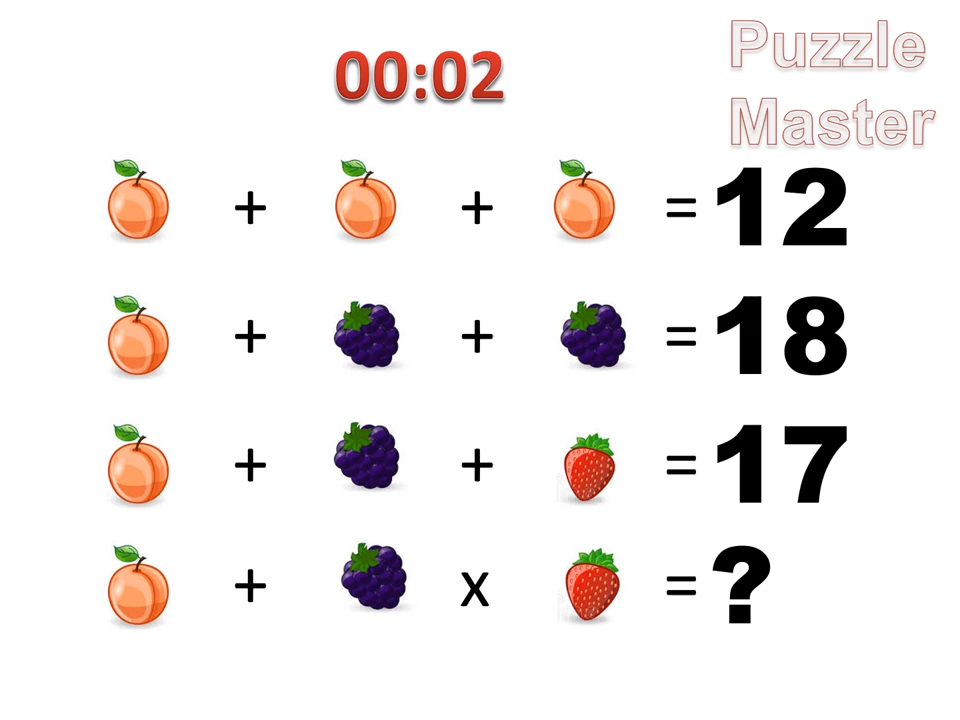 Puzzle
Master
00:02
+ + = 12
+ + = 18
+ + = 17
+ x = ?